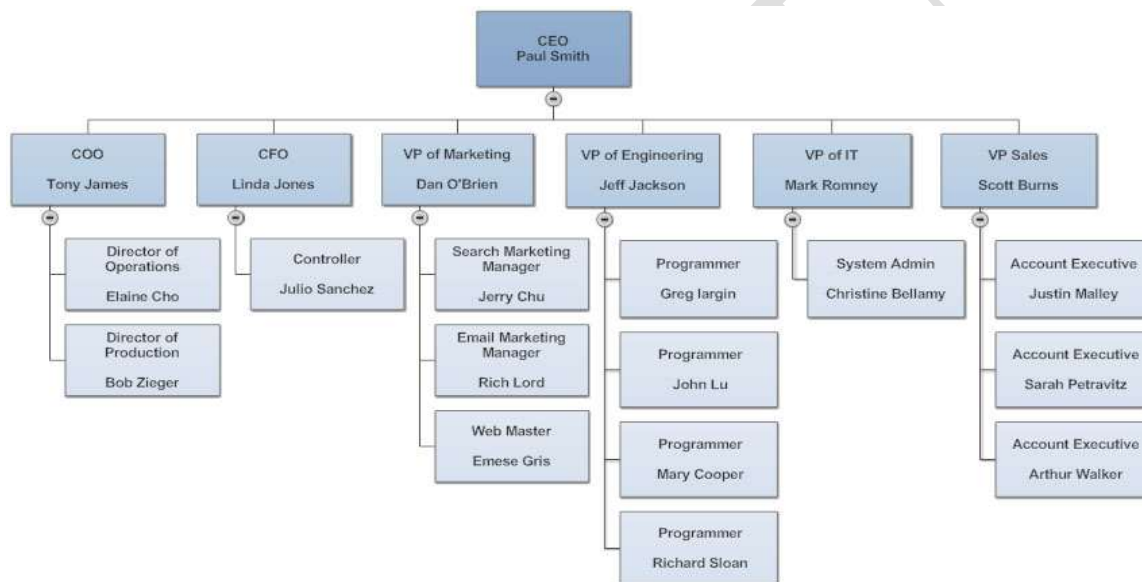 CEO
Paul Smith
COO
Tony James
CFO
Linda Jones
VP of Marketing
Dan O'Brien
VP of Engineering
Jeff Jackson
VP of IT
Mark Romney
VP Sales
Scott Burns
Director of
Operations
Elaine Cho
Director of
Production
Bob Zieger
Controller
Julio Sanchez
Search Marketing
Manager
Jerry Chu
Email Marketing
Manager
Rich Lord
Web Master
Emese Gris
Programmer
Greg Iargin
Programmer
John Lu
Programmer
Mary Cooper
Programmer
Richard Sloan
System Admin
Christine Bellamy
Account Executive
Justin Malley
Account Executive
Sarah Petravitz
Account Executive
Arthur Walker